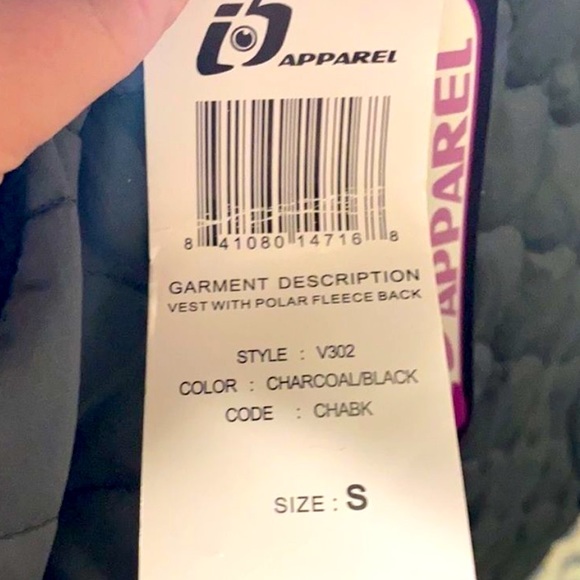 i5 APPAREL
8 41080 14716 8
GARMENT DESCRIPTION
VEST WITH POLAR FLEECE BACK
STYLE : V302
COLOR : CHARCOAL/BLACK
CODE : CHABK
SIZE : S
APPAREL